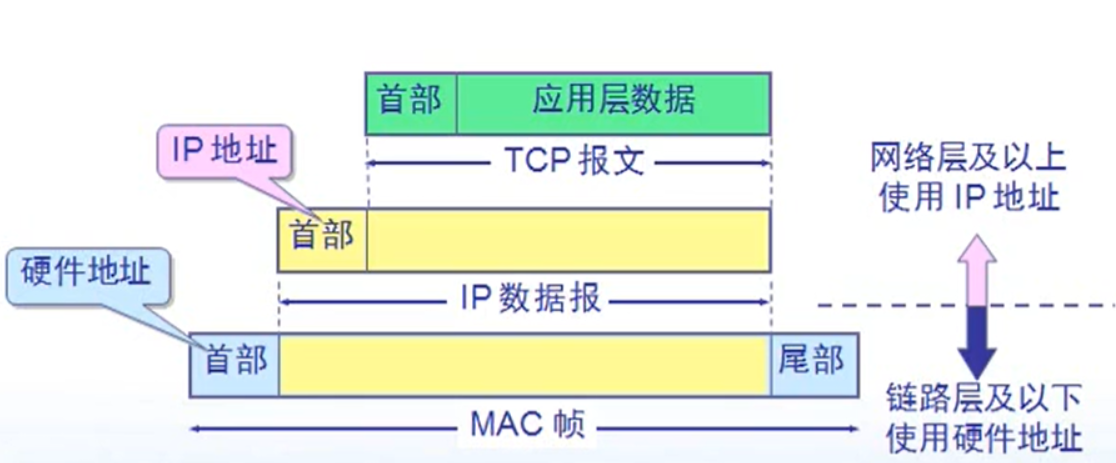 首部 应用层数据
IP 地址
TCP 报文
网络层及以上
使用 IP 地址
首部
硬件地址
IP 数据报
首部 尾部
链路层及以下
使用硬件地址
MAC 帧